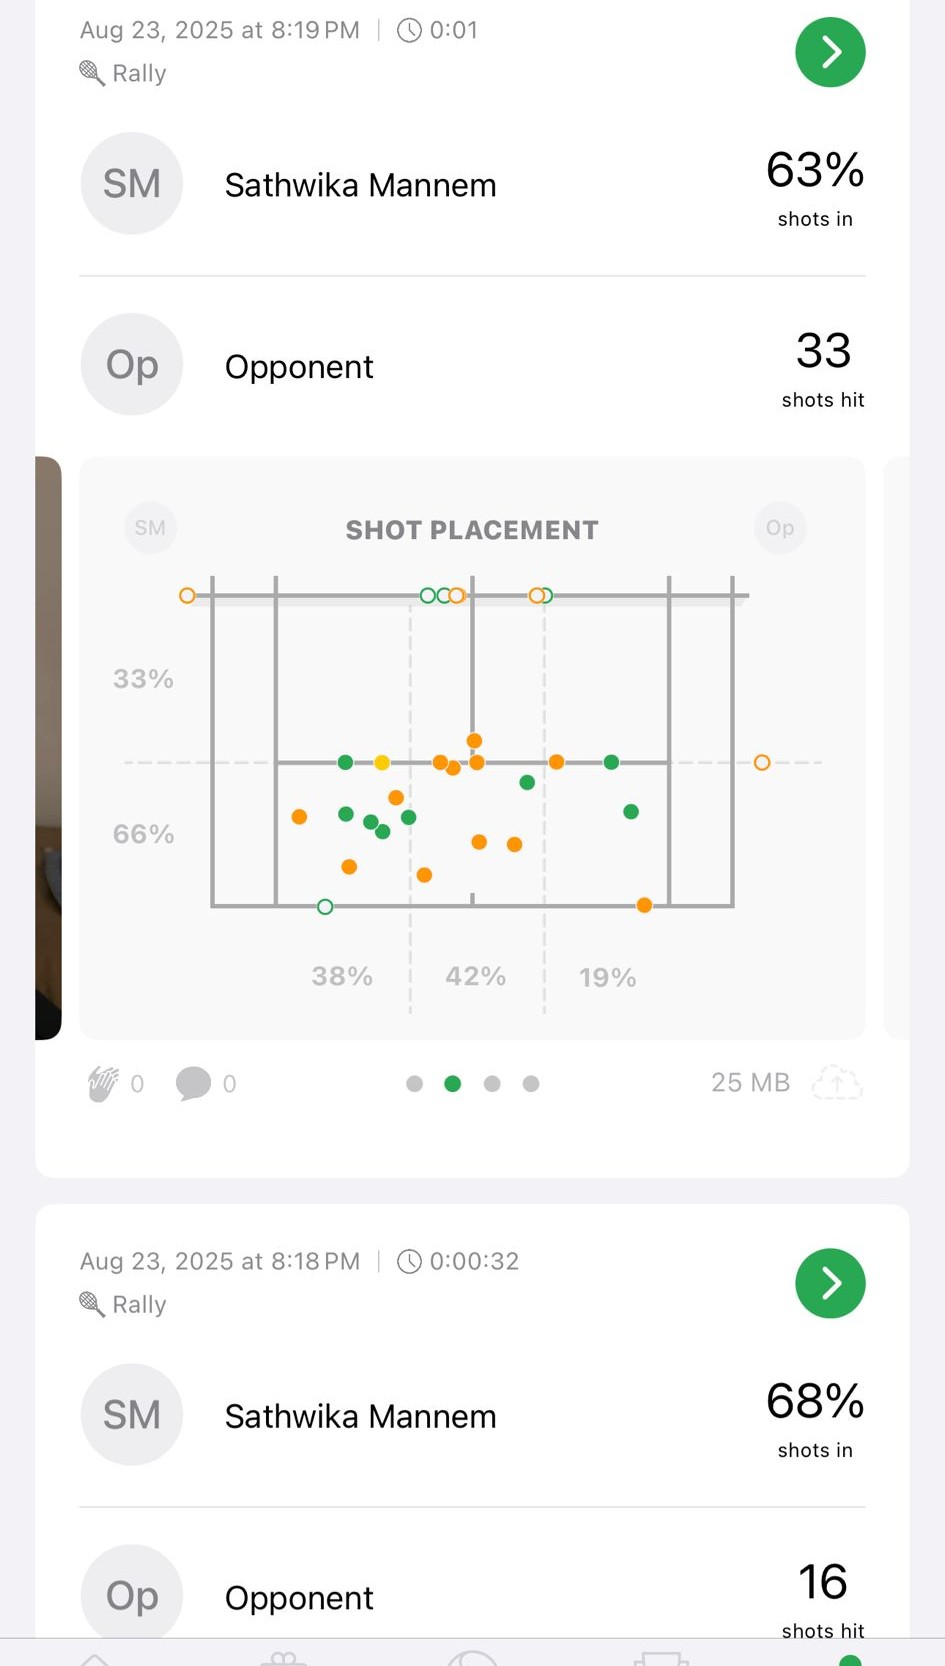 Aug 23, 2025 at 8:19 PM | 0:01
Rally
SM Sathwika Mannem 63%
shots in
Op Opponent 33
shots hit
SM SHOT PLACEMENT Op
33%
66%
38% 42% 19%
0 0 25 MB
Aug 23, 2025 at 8:18 PM | 0:00:32
Rally
SM Sathwika Mannem 68%
shots in
Op Opponent 16
shots hit